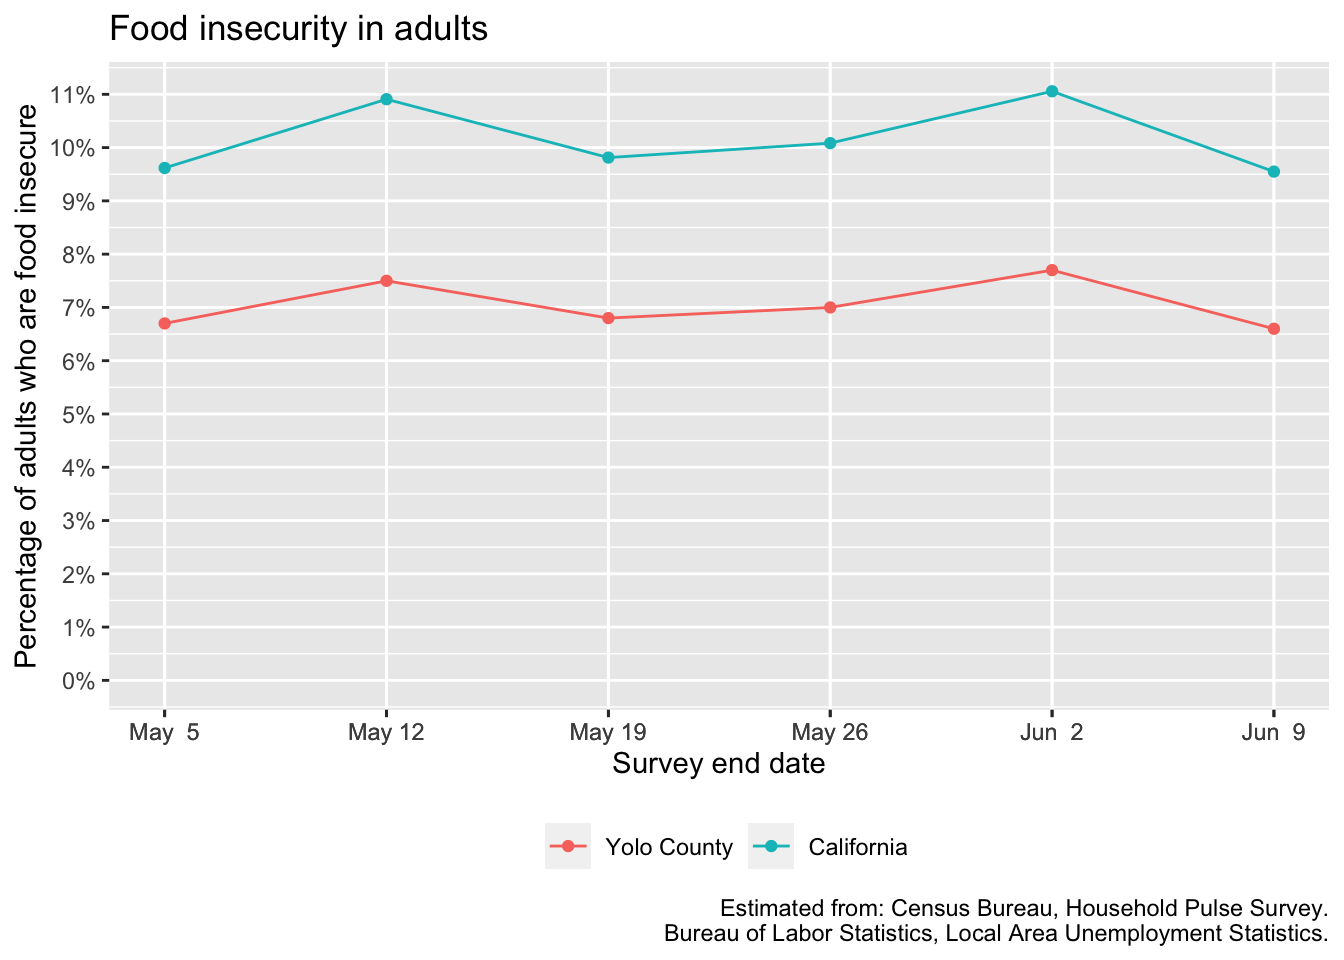 Food insecurity in adults
Percentage of adults who are food insecure
11%
10%
9%
8%
7%
6%
5%
4%
3%
2%
1%
0%
May  5 May 12 May 19 May 26 Jun  2 Jun  9
Survey end date
Yolo County California
Estimated from: Census Bureau, Household Pulse Survey.
Bureau of Labor Statistics, Local Area Unemployment Statistics.